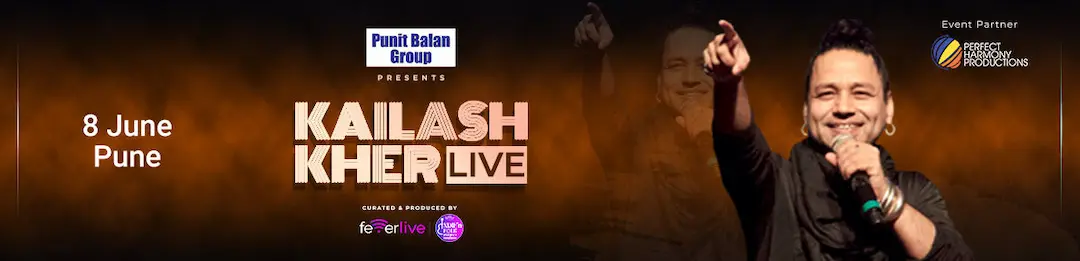 8 June
Pune
Punit Balan
Group
PRESENTS
KAILASH
KHER LIVE
CURATED & PRODUCED BY
feverlive
Event Partner
PERFECT
HARMONY
PRODUCTIONS